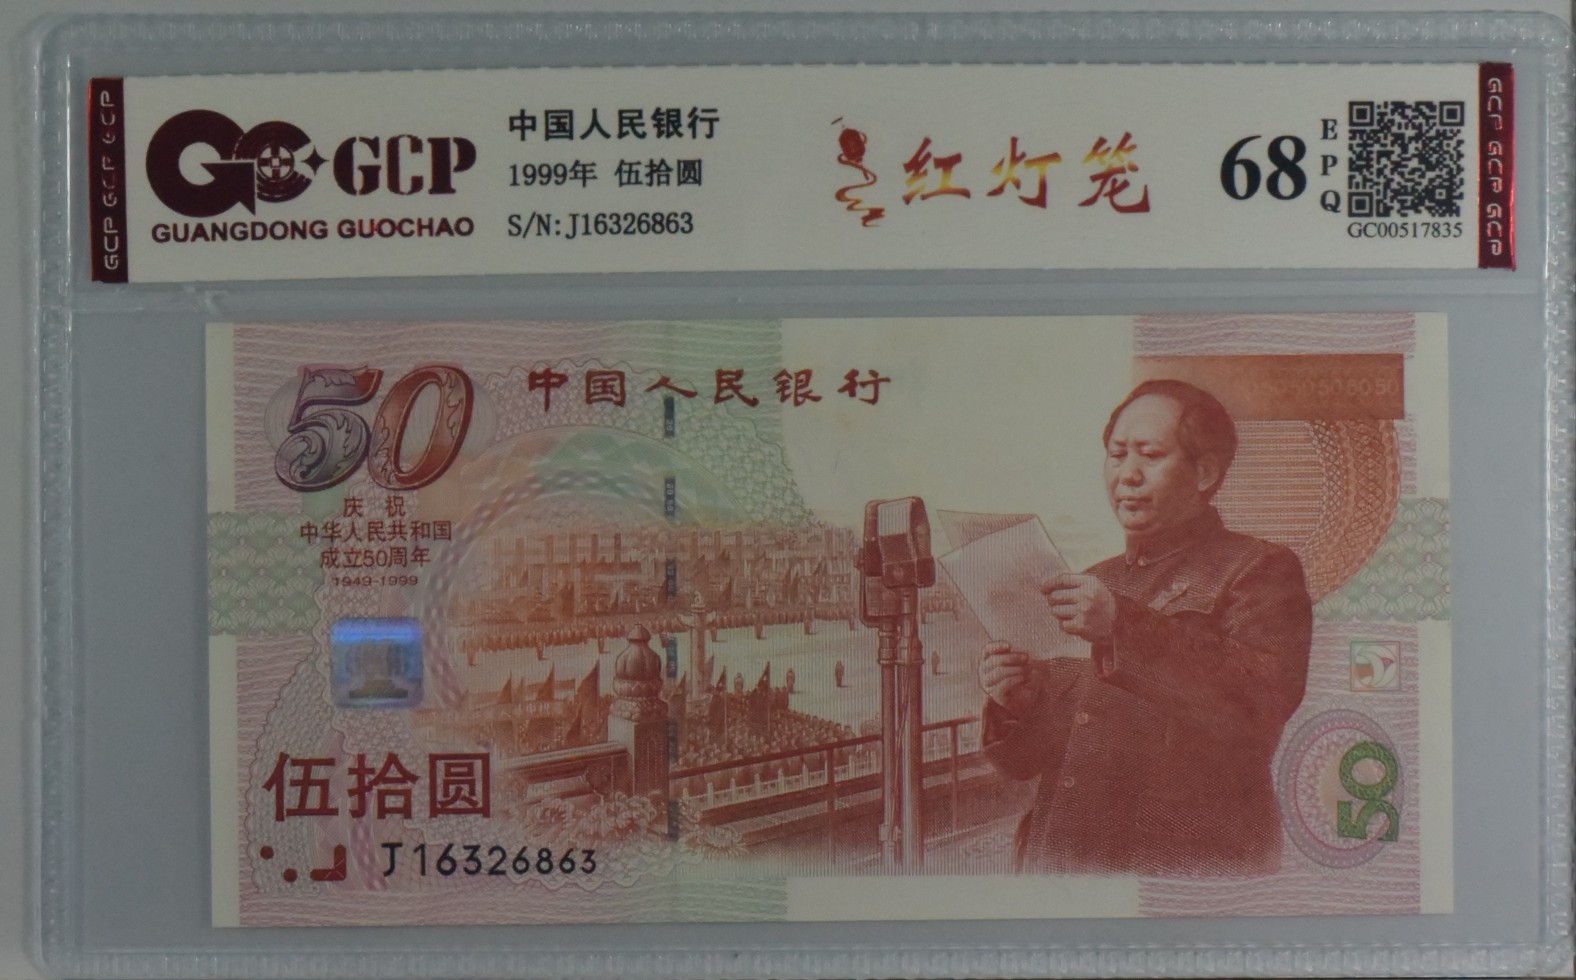 GCP
GUANGDONG GUOCHAO
中国人民银行
1999年 伍拾圆
S/N: J16326863
红灯笼
68
EPQ
GC00517835
GCP GCP GCP GCP
GCP GCP GCP GCP
50
中国人民银行
庆祝
中华人民共和国
成立50周年
1949-1999
伍拾圆
J16326863
50